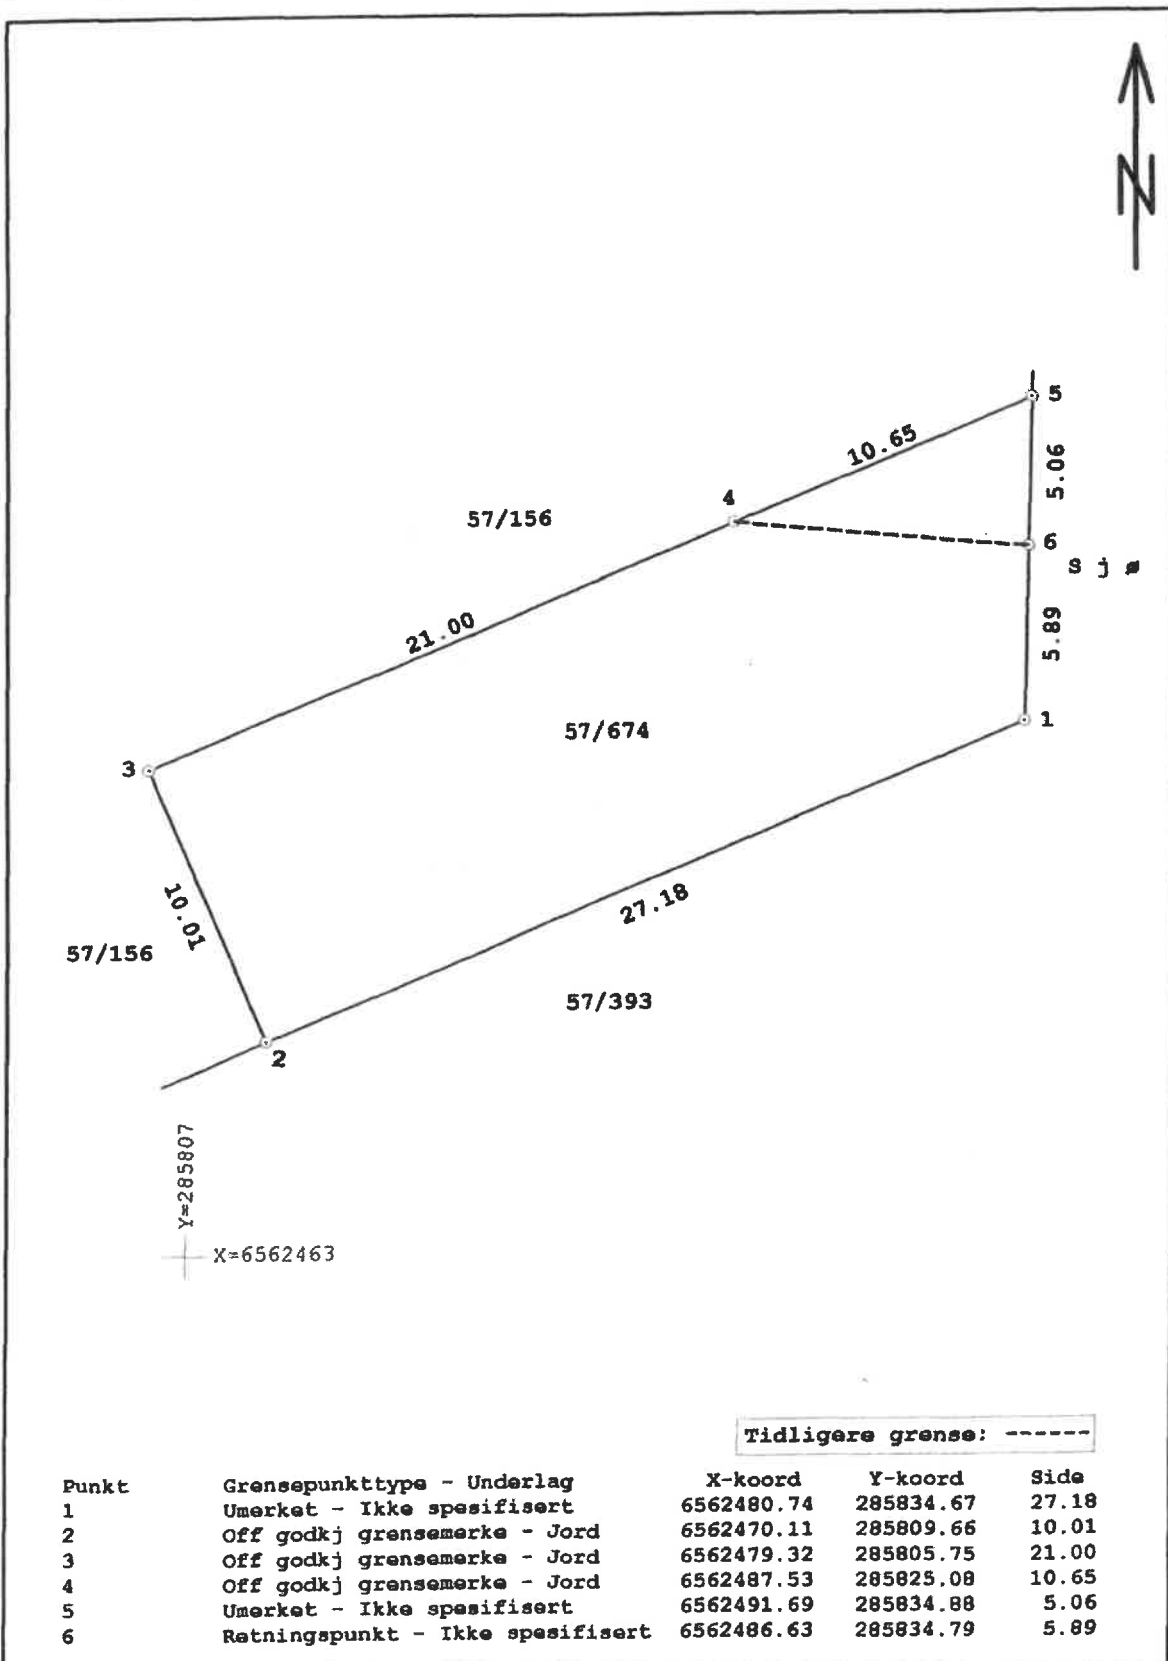 N
5
10.65
5.06
4
57/156
6
S j ø
21.00
5.89
57/674
1
3
10.01
27.18
57/156
57/393
2
Y=285807
X=6562463
Tidligere grense: ------
Punkt Grensepunkttype - Underlag X-koord Y-koord Side
1 Umerket - Ikke spesifisert 6562480.74 285834.67 27.18
2 Off godkj grensemerke - Jord 6562470.11 285809.66 10.01
3 Off godkj grensemerke - Jord 6562479.32 285805.75 21.00
4 Off godkj grensemerke - Jord 6562487.53 285825.08 10.65
5 Umerket - Ikke spesifisert 6562491.69 285834.88 5.06
6 Retningspunkt - Ikke spesifisert 6562486.63 285834.79 5.89